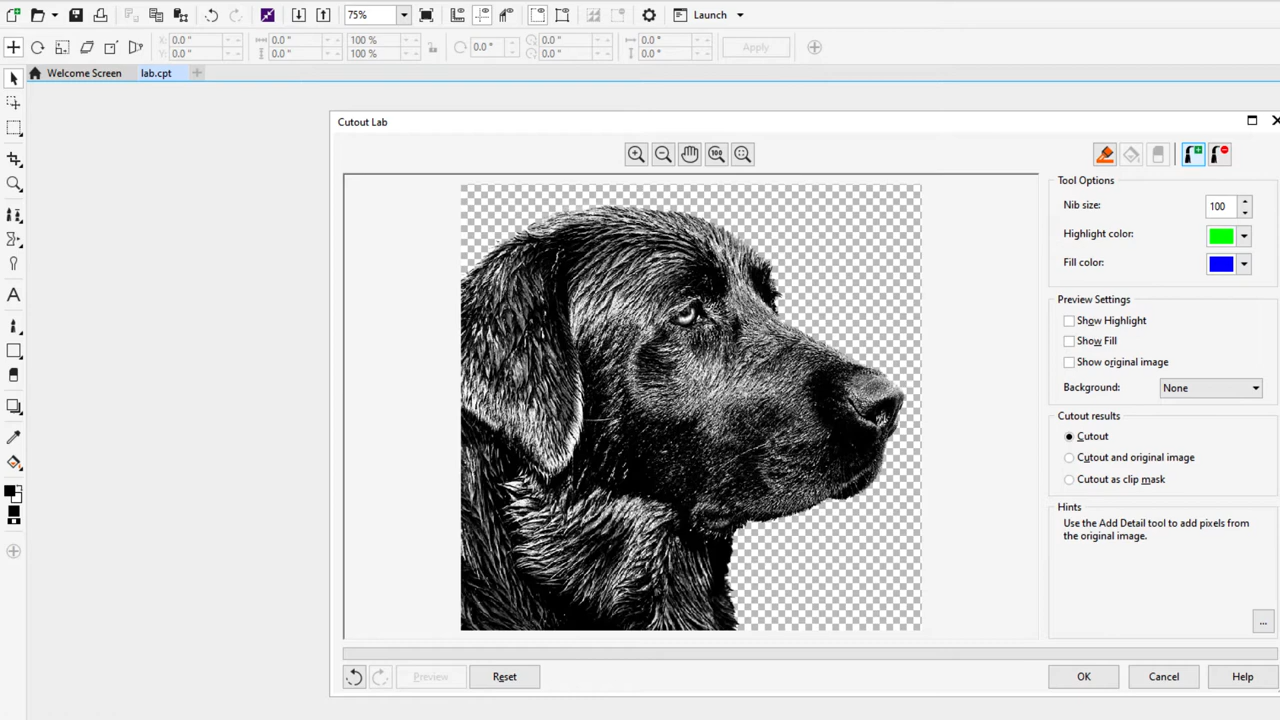 75%
Launch
X: 0.0 "
Y: 0.0 "
0.0 "
0.0 "
100 %
100 %
0.0 °
0.0 "
0.0 "
0.0 °
0.0 °
Apply
Welcome Screen
lab.cpt
Cutout Lab
100
Tool Options
Nib size:
100
Highlight color:
Fill color:
Preview Settings
Show Highlight
Show Fill
Show original image
Background:
None
Cutout results
Cutout
Cutout and original image
Cutout as clip mask
Hints
Use the Add Detail tool to add pixels from
the original image.
...
Preview
Reset
OK
Cancel
Help